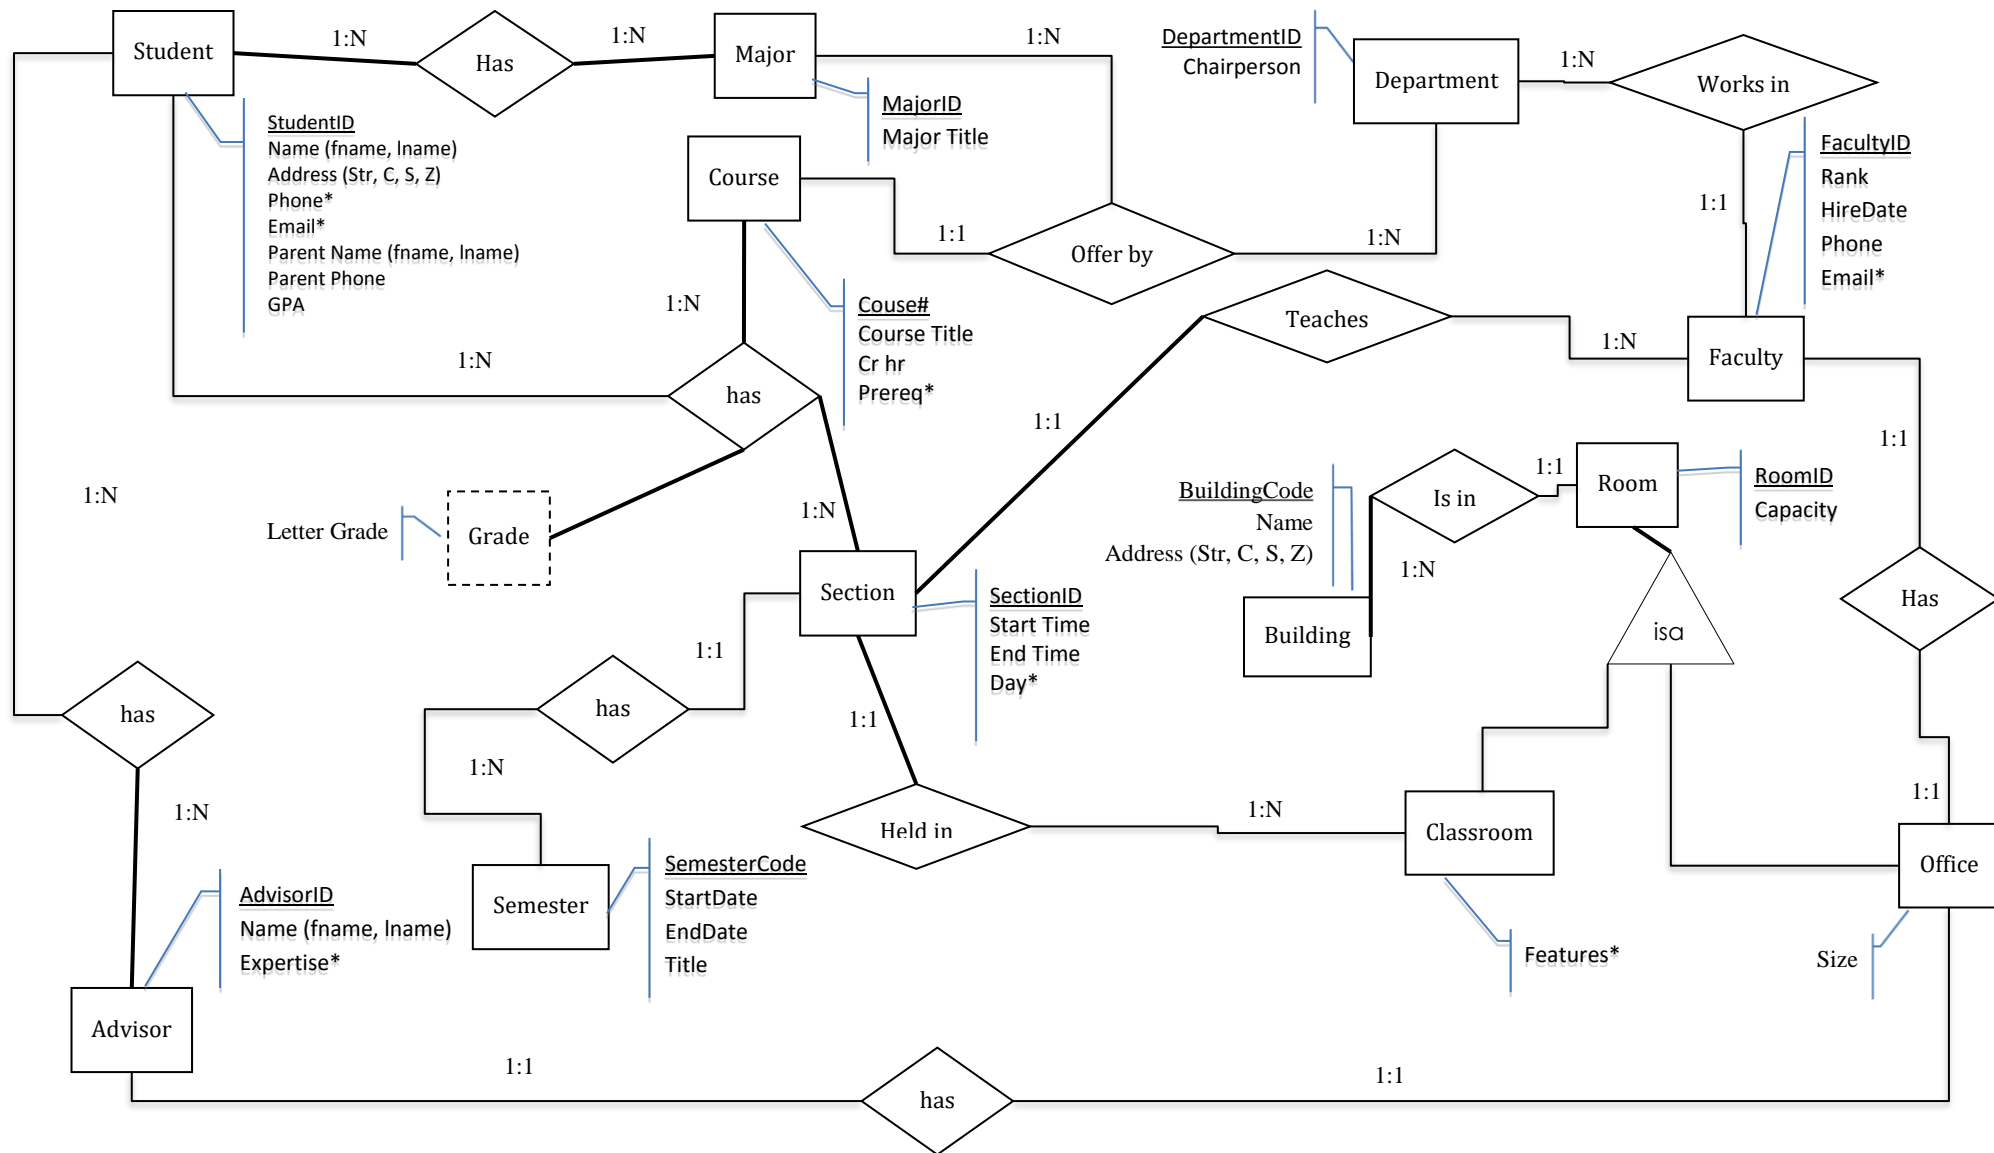 Student
1:N
Has
1:N
Major
1:N
DepartmentID
Chairperson
Department
1:N
Works in
StudentID
Name (fname, lname)
Address (Str, C, S, Z)
Phone*
Email*
Parent Name (fname, lname)
Parent Phone
GPA
MajorID
Major Title
Course
1:1
Offer by
1:N
1:1
FacultyID
Rank
HireDate
Phone
Email*
1:N
Couse#
Course Title
Cr hr
Prereq*
Teaches
1:N
Faculty
1:N
has
1:1
1:1
1:N
Letter Grade
Grade
1:N
BuildingCode
Name
Address (Str, C, S, Z)
Is in
1:1
Room
RoomID
Capacity
1:N
Section
SectionID
Start Time
End Time
Day*
Building
isa
Has
1:1
has
has
1:1
1:N
1:N
Held in
1:N
Classroom
1:1
Office
AdvisorID
Name (fname, lname)
Expertise*
Semester
SemesterCode
StartDate
EndDate
Title
Features*
Size
Advisor
1:1
has
1:1